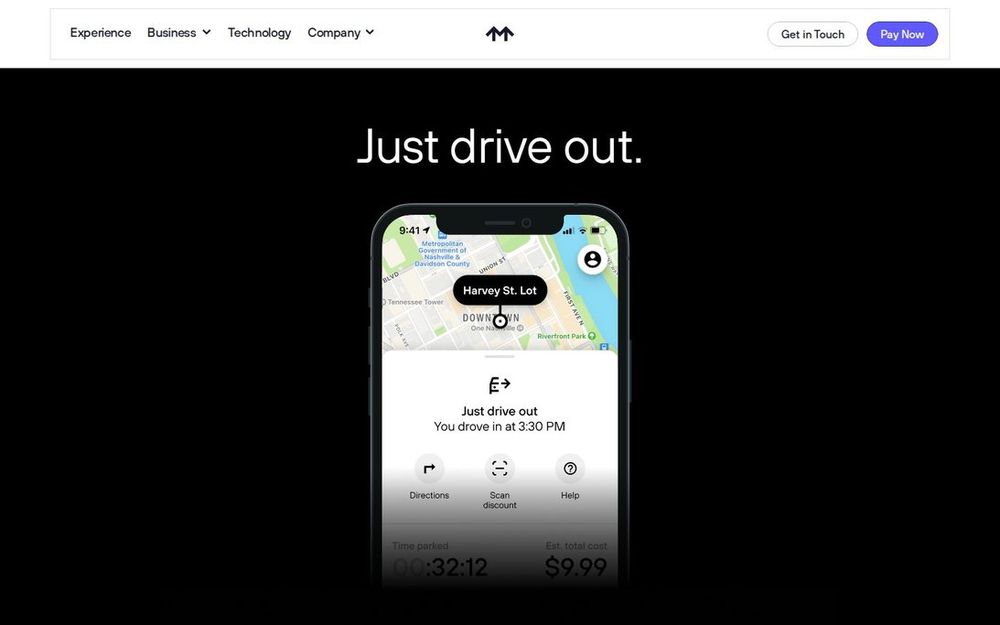 Experience
Business
Technology
Company
Get in Touch
Pay Now
Just drive out.
9:41
Metropolitan
Government of
Nashville &
Davidson County
UNION ST
BLVD
Harvey St. Lot
Tennessee Tower
DOWNTOWN
One Nashville
FIRST AVE N
POLK AVE
Riverfront Park
Just drive out
You drove in at 3:30 PM
Directions
Scan
discount
Help
Time parked
Est. total cost
00:32:12
$9.99